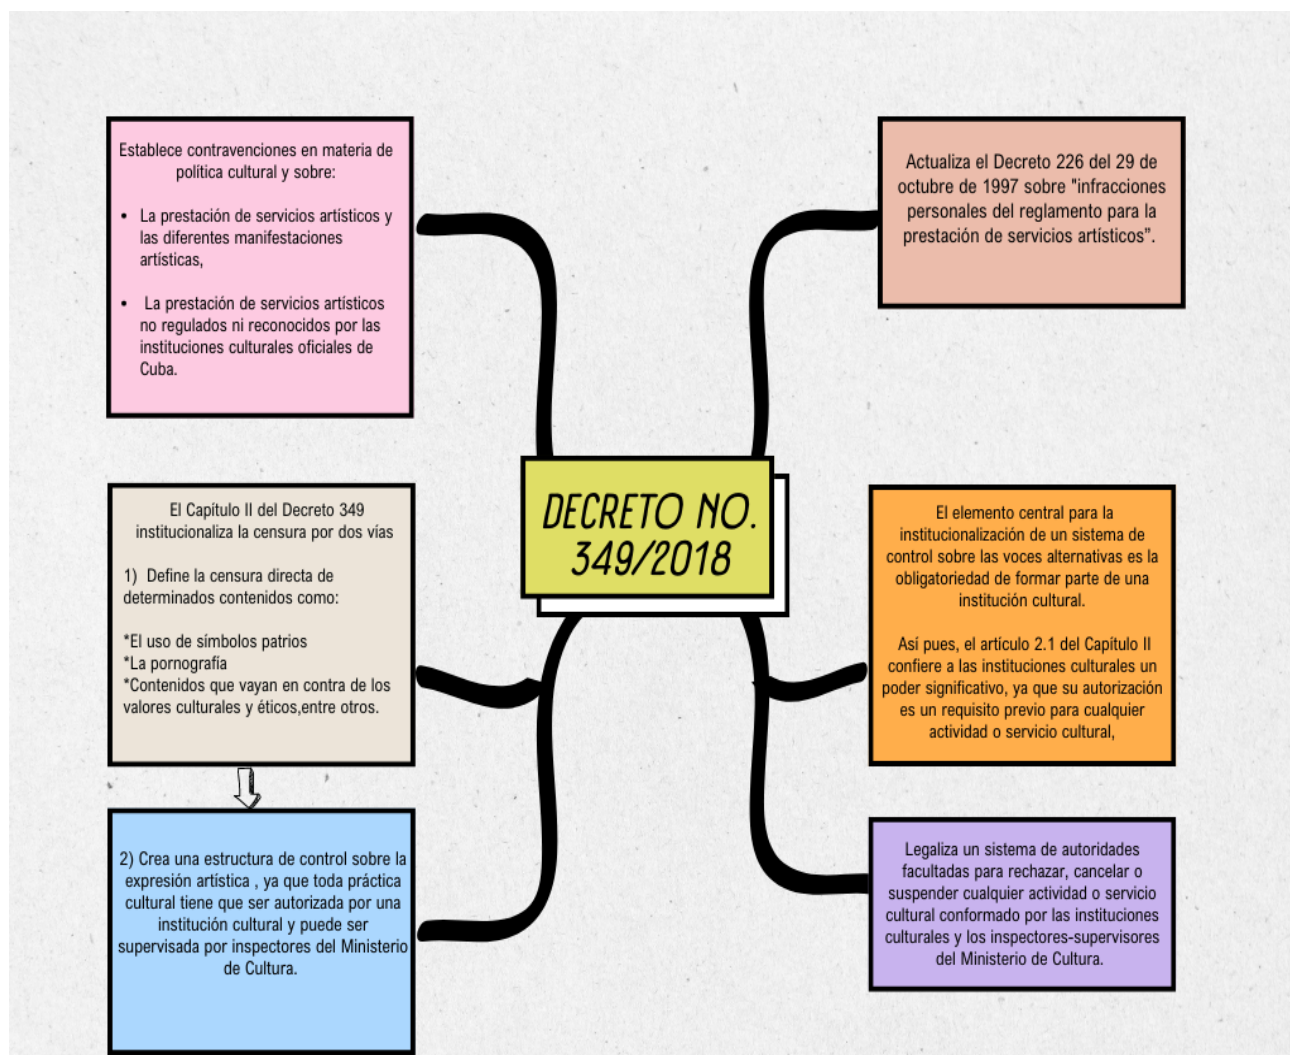 Establece contravenciones en materia de
política cultural y sobre:
• La prestación de servicios artísticos y
las diferentes manifestaciones
artísticas,
• La prestación de servicios artísticos
no regulados ni reconocidos por las
instituciones culturales oficiales de
Cuba.
Actualiza el Decreto 226 del 29 de
octubre de 1997 sobre "infracciones
personales del reglamento para la
prestación de servicios artísticos”.
DECRETO NO.
349/2018
El Capítulo II del Decreto 349
institucionaliza la censura por dos vías
1) Define la censura directa de
determinados contenidos como:
*El uso de símbolos patrios
*La pornografía
*Contenidos que vayan en contra de los
valores culturales y éticos,entre otros.
El elemento central para la
institucionalización de un sistema de
control sobre las voces alternativas es la
obligatoriedad de formar parte de una
institución cultural.
Así pues, el artículo 2.1 del Capítulo II
confiere a las instituciones culturales un
poder significativo, ya que su autorización
es un requisito previo para cualquier
actividad o servicio cultural,
2) Crea una estructura de control sobre la
expresión artística , ya que toda práctica
cultural tiene que ser autorizada por una
institución cultural y puede ser
supervisada por inspectores del Ministerio
de Cultura.
Legaliza un sistema de autoridades
facultadas para rechazar, cancelar o
suspender cualquier actividad o servicio
cultural conformado por las instituciones
culturales y los inspectores-supervisores
del Ministerio de Cultura.